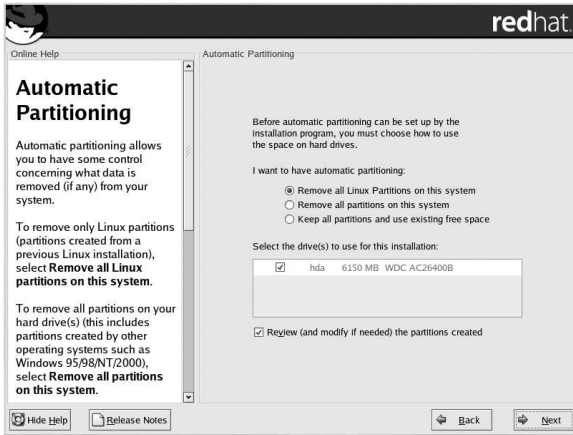 redhat.
Online Help
Automatic
Partitioning
Automatic partitioning allows
you to have some control
concerning what data is
removed (if any) from your
system.
To remove only Linux partitions
(partitions created from a
previous Linux installation),
select Remove all Linux
partitions on this system.
To remove all partitions on your
hard drive(s) (this includes
partitions created by other
operating systems such as
Windows 95/98/NT/2000),
select Remove all partitions
on this system.
Automatic Partitioning
Before automatic partitioning can be set up by the
installation program, you must choose how to use
the space on hard drives.
I want to have automatic partitioning:
Remove all Linux Partitions on this system
Remove all partitions on this system
Keep all partitions and use existing free space
Select the drive(s) to use for this installation:
hda 6150 MB WDC AC26400B
Review (and modify if needed) the partitions created
Hide Help
Release Notes
Back
Next